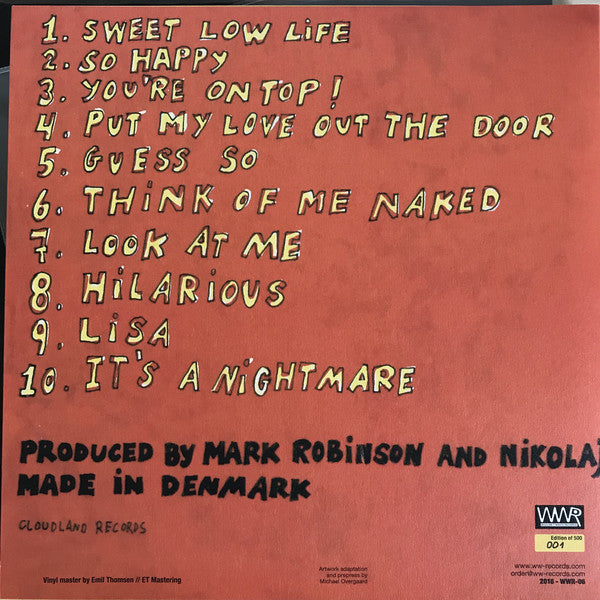 1. SWEET LOW LiFE
2. SO HAPPY
3. YOU'RE ON TOP!
4. PUT MY LOVE OUT THE DOOR
5. GUESS SO
6. THiNK OF ME NAKED
7. LOOK AT ME
8. HiLARiOUS
9. LiSA
10. IT'S A NiGHTMARE
PRODUCED BY MARK ROBiNSON AND NiKOLAJ
MADE iN DENMARK
CLOUDLAND RECORDS
WWR
Edition of 500
001
www.ww-records.com
order@ww-records.com
2016 - WWR-06
Vinyl master by Emil Thomsen // ET Mastering
Artwork adaptation
and prepress by
Michael Overgaard